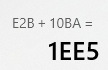 E2B + 10BA =
1EE5